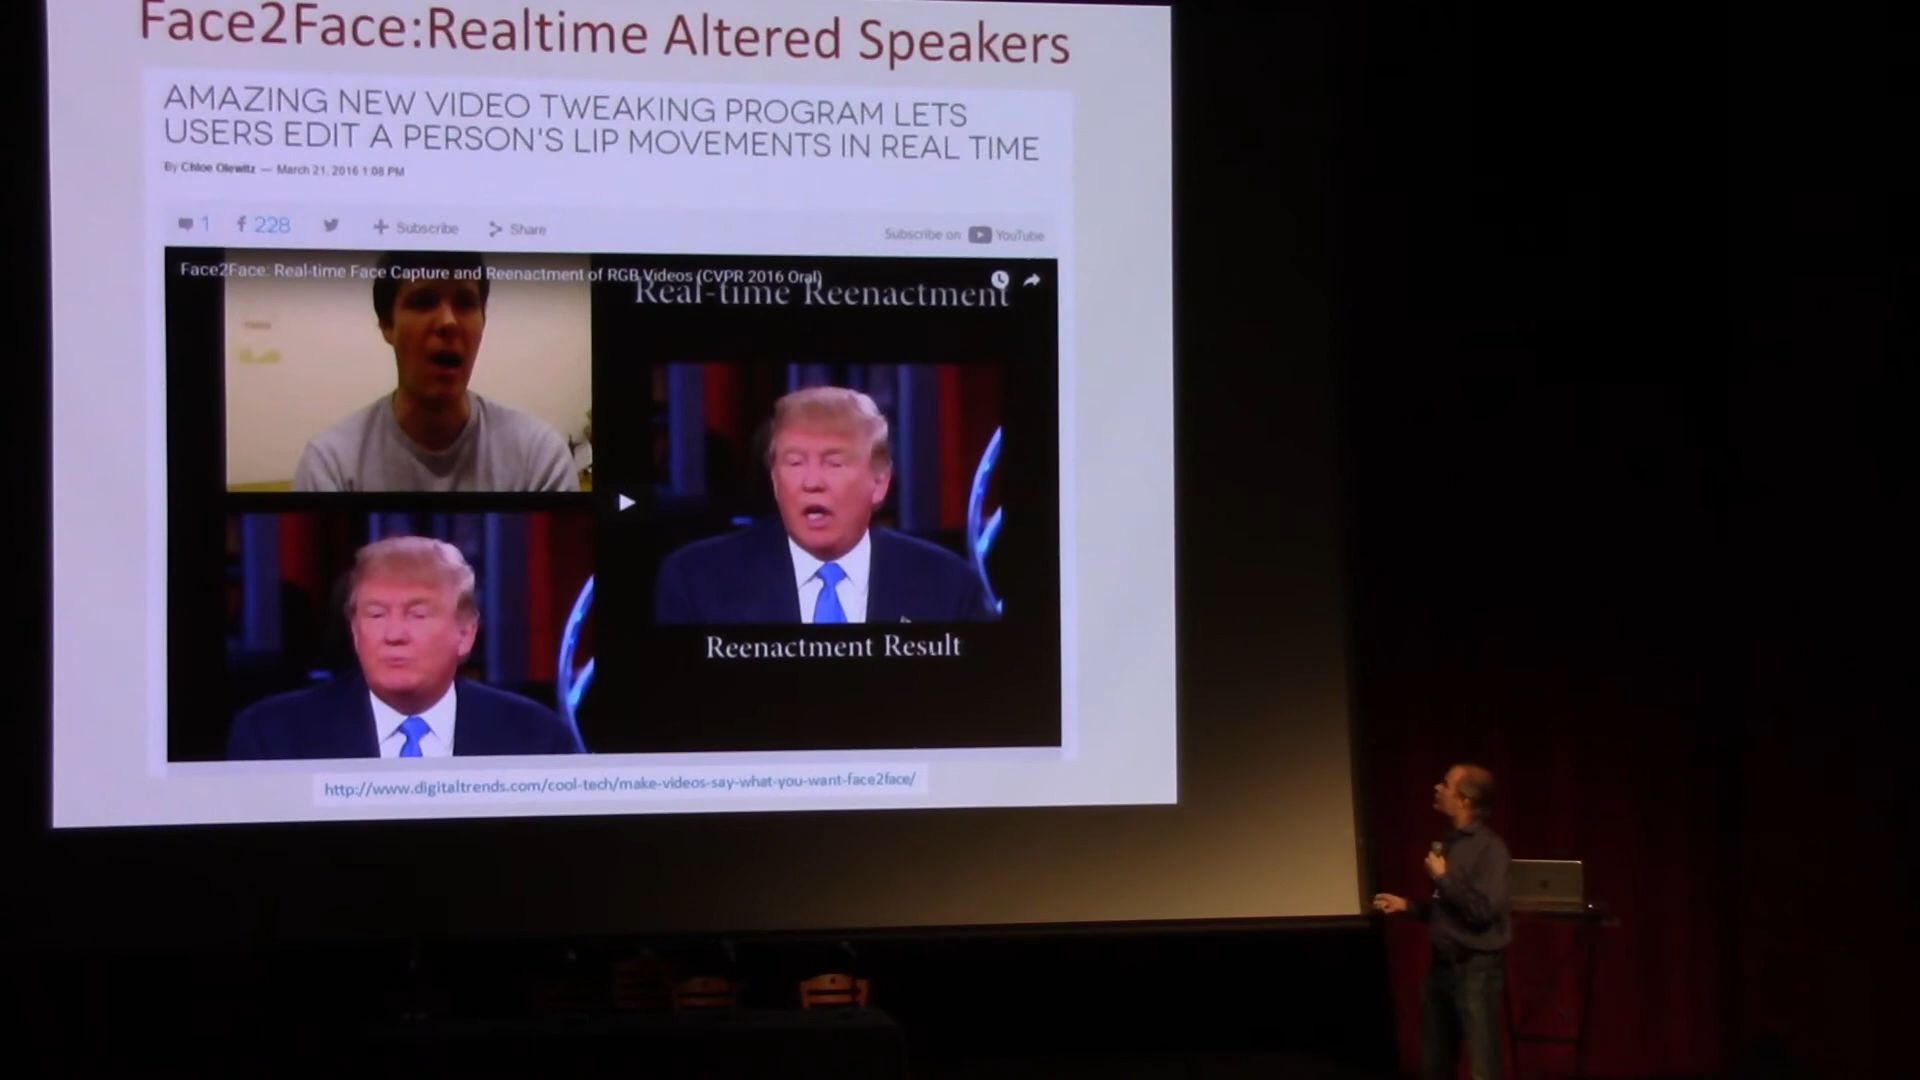 Face2Face:Realtime Altered Speakers
AMAZING NEW VIDEO TWEAKING PROGRAM LETS
USERS EDIT A PERSON'S LIP MOVEMENTS IN REAL TIME
By Chloe Olewitz — March 21, 2016 1:08 PM
1 228 Subscribe Share Subscribe on YouTube
Face2Face: Real-time Face Capture and Reenactment of RGB Videos (CVPR 2016 Oral)
Real-time Reenactment
Reenactment Result
http://www.digitaltrends.com/cool-tech/make-videos-say-what-you-want-face2face/